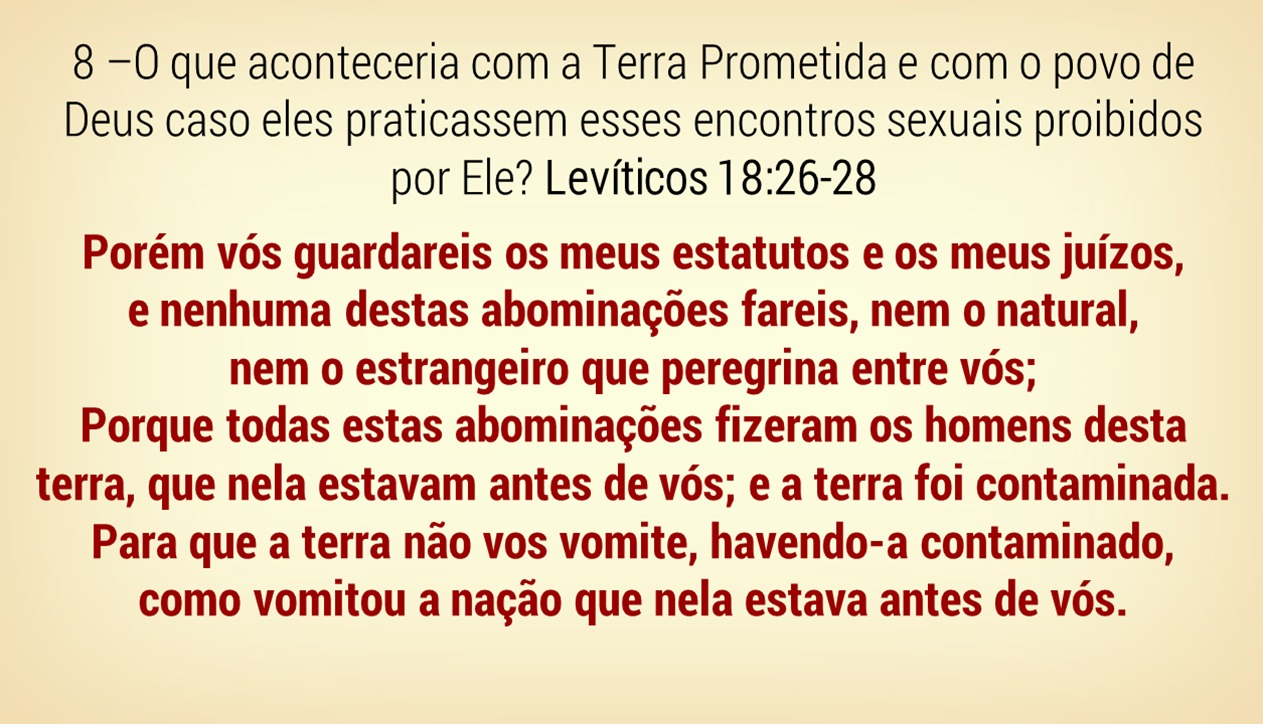 8 –O que aconteceria com a Terra Prometida e com o povo de
Deus caso eles praticassem esses encontros sexuais proibidos
por Ele? Levíticos 18:26-28
Porém vós guardareis os meus estatutos e os meus juízos,
e nenhuma destas abominações fareis, nem o natural,
nem o estrangeiro que peregrina entre vós;
Porque todas estas abominações fizeram os homens desta
terra, que nela estavam antes de vós; e a terra foi contaminada.
Para que a terra não vos vomite, havendo-a contaminado,
como vomitou a nação que nela estava antes de vós.